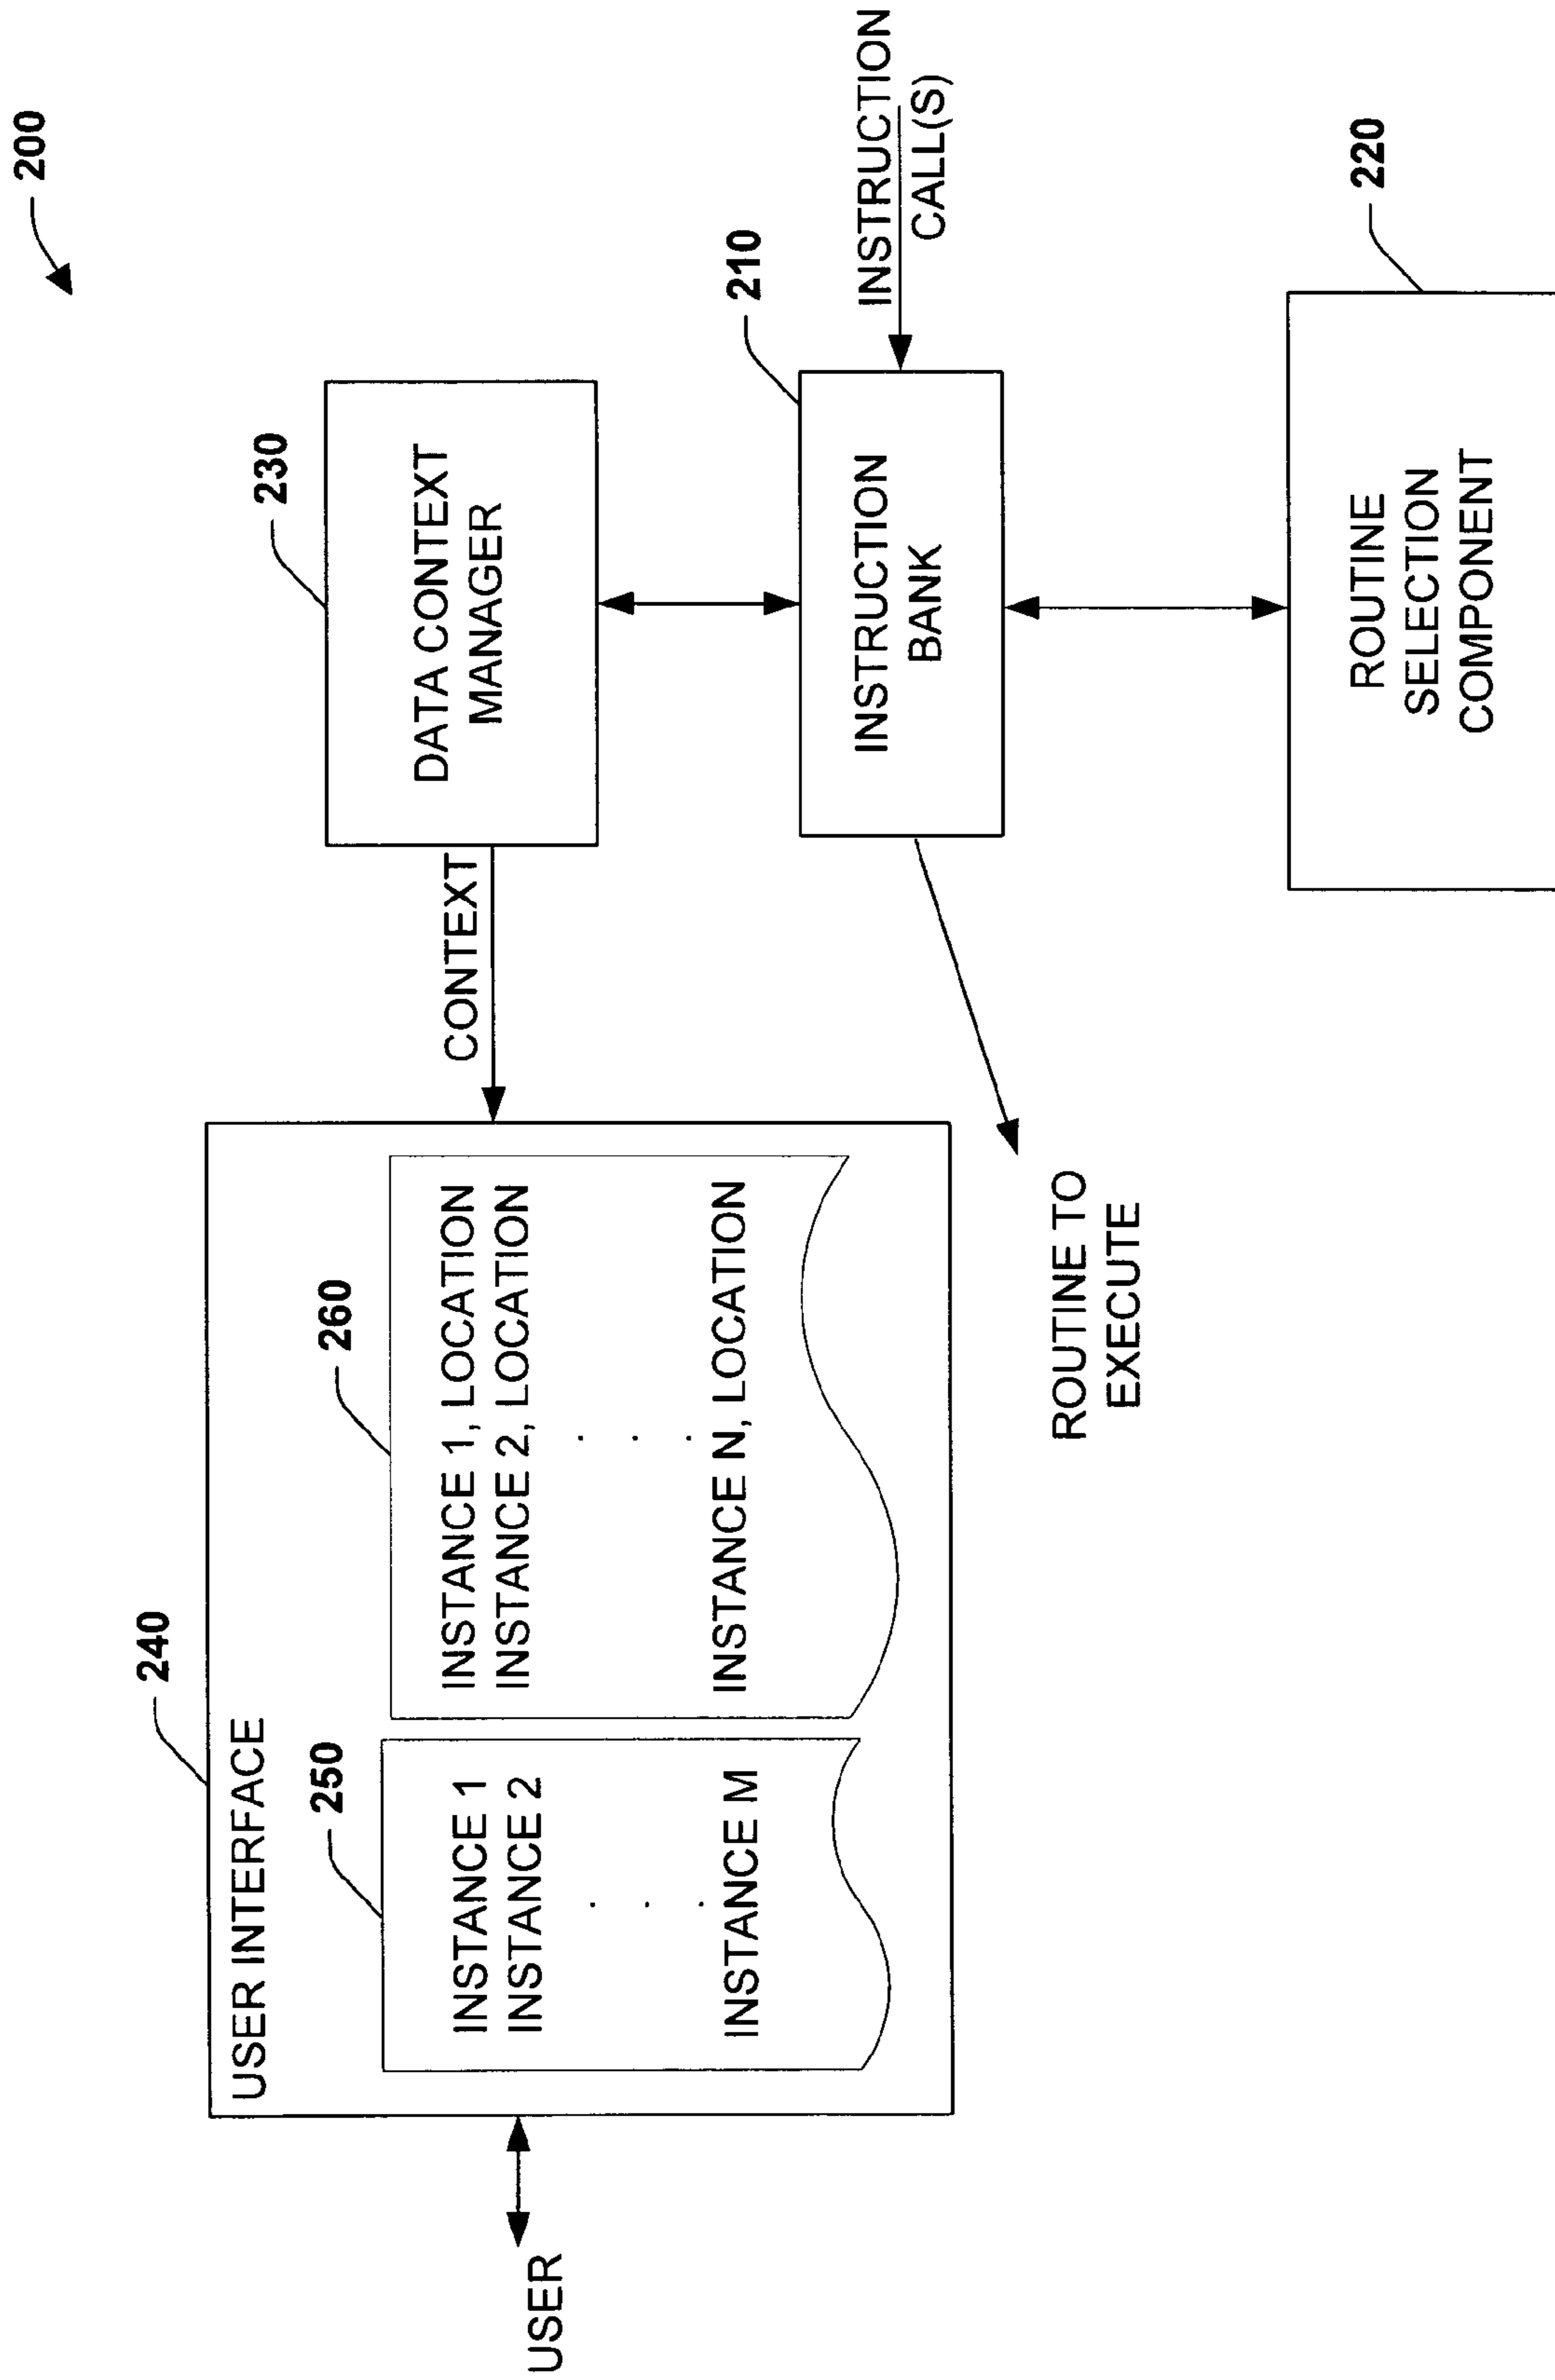 200
240
USER INTERFACE
250
INSTANCE 1
INSTANCE 2
. . .
INSTANCE M
260
INSTANCE 1, LOCATION
INSTANCE 2, LOCATION
. . .
INSTANCE N, LOCATION
USER
CONTEXT
230
DATA CONTEXT
MANAGER
210
INSTRUCTION
BANK
INSTRUCTION
CALL(S)
ROUTINE TO
EXECUTE
220
ROUTINE
SELECTION
COMPONENT